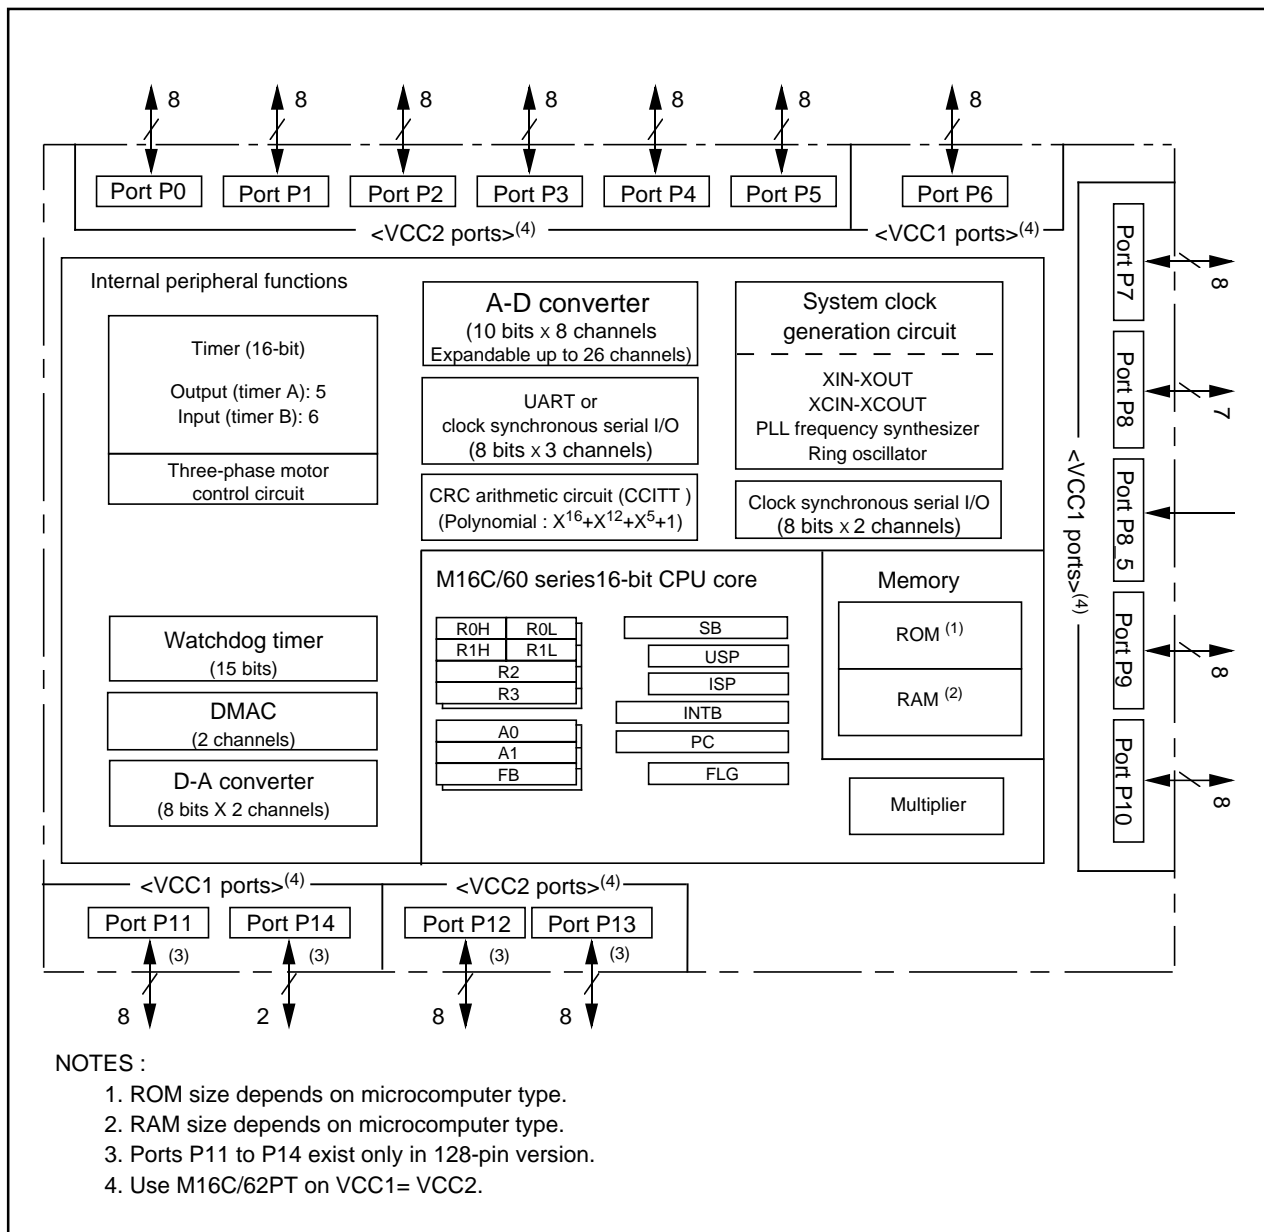 8 8 8 8 8 8 8
Port P0 Port P1 Port P2 Port P3 Port P4 Port P5 Port P6
<VCC2 ports>(4) <VCC1 ports>(4)
Internal peripheral functions
Timer (16-bit)
Output (timer A): 5
Input (timer B): 6
Three-phase motor
control circuit
A-D converter
(10 bits x 8 channels
Expandable up to 26 channels)
UART or
clock synchronous serial I/O
(8 bits x 3 channels)
CRC arithmetic circuit (CCITT )
(Polynomial : X16+X12+X5+1)
System clock
generation circuit
XIN-XOUT
XCIN-XCOUT
PLL frequency synthesizer
Ring oscillator
Clock synchronous serial I/O
(8 bits x 2 channels)
Watchdog timer
(15 bits)
DMAC
(2 channels)
D-A converter
(8 bits X 2 channels)
M16C/60 series16-bit CPU core
R0H R0L
R1H R1L
R2
R3
A0
A1
FB
SB
USP
ISP
INTB
PC
FLG
Memory
ROM (1)
RAM (2)
Multiplier
<VCC1 ports>(4)
Port P7
8
Port P8
7
Port P8_5
Port P9
8
Port P10
8
<VCC1 ports>(4) <VCC2 ports>(4)
Port P11 Port P14 Port P12 Port P13
(3) (3) (3) (3)
8 2 8 8
NOTES :
1. ROM size depends on microcomputer type.
2. RAM size depends on microcomputer type.
3. Ports P11 to P14 exist only in 128-pin version.
4. Use M16C/62PT on VCC1= VCC2.